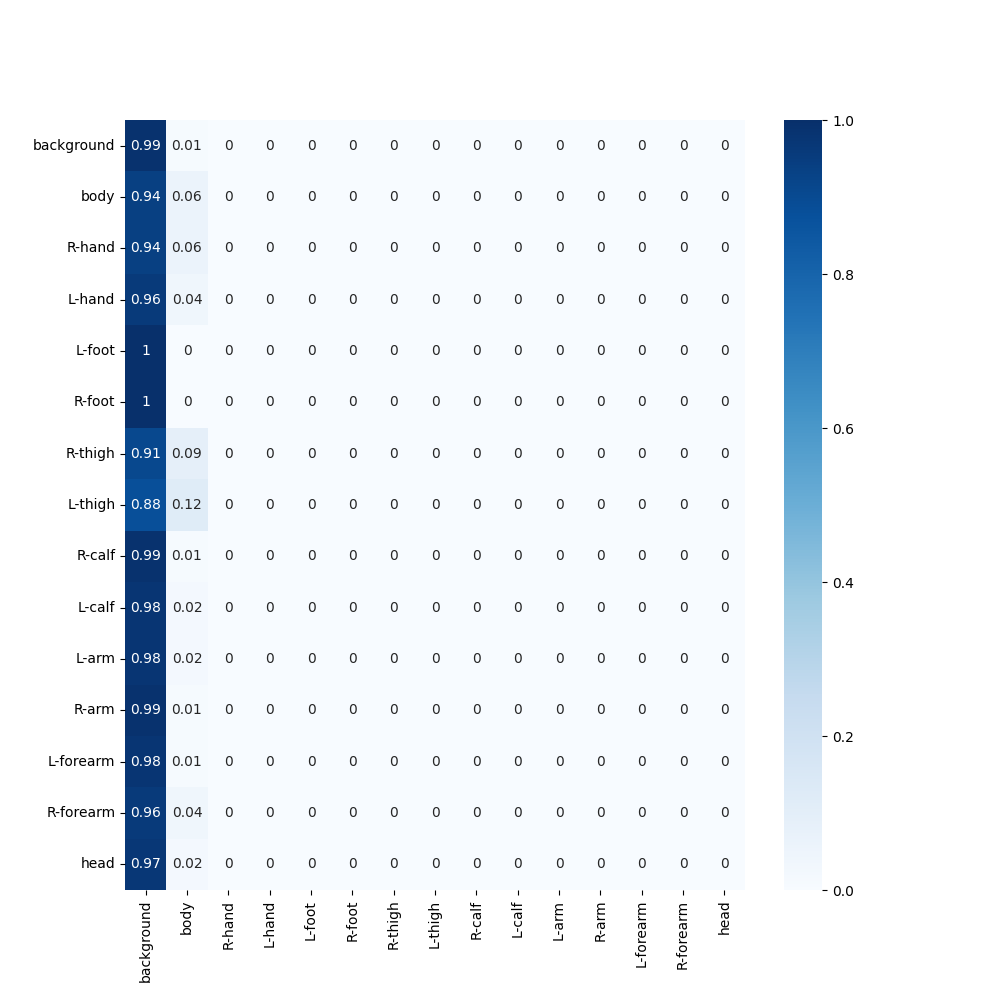 background 0.99 0.01 0 0 0 0 0 0 0 0 0 0 0 0 0 1.0
body 0.94 0.06 0 0 0 0 0 0 0 0 0 0 0 0 0
R-hand 0.94 0.06 0 0 0 0 0 0 0 0 0 0 0 0 0
0.8
L-hand 0.96 0.04 0 0 0 0 0 0 0 0 0 0 0 0 0
L-foot 1 0 0 0 0 0 0 0 0 0 0 0 0 0 0
R-foot 1 0 0 0 0 0 0 0 0 0 0 0 0 0 0
0.6
R-thigh 0.91 0.09 0 0 0 0 0 0 0 0 0 0 0 0 0
L-thigh 0.88 0.12 0 0 0 0 0 0 0 0 0 0 0 0 0
R-calf 0.99 0.01 0 0 0 0 0 0 0 0 0 0 0 0 0
0.4
L-calf 0.98 0.02 0 0 0 0 0 0 0 0 0 0 0 0 0
L-arm 0.98 0.02 0 0 0 0 0 0 0 0 0 0 0 0 0
R-arm 0.99 0.01 0 0 0 0 0 0 0 0 0 0 0 0 0
0.2
L-forearm 0.98 0.01 0 0 0 0 0 0 0 0 0 0 0 0 0
R-forearm 0.96 0.04 0 0 0 0 0 0 0 0 0 0 0 0 0
head 0.97 0.02 0 0 0 0 0 0 0 0 0 0 0 0 0
0.0
background body R-hand L-hand L-foot R-foot R-thigh L-thigh R-calf L-calf L-arm R-arm L-forearm R-forearm head